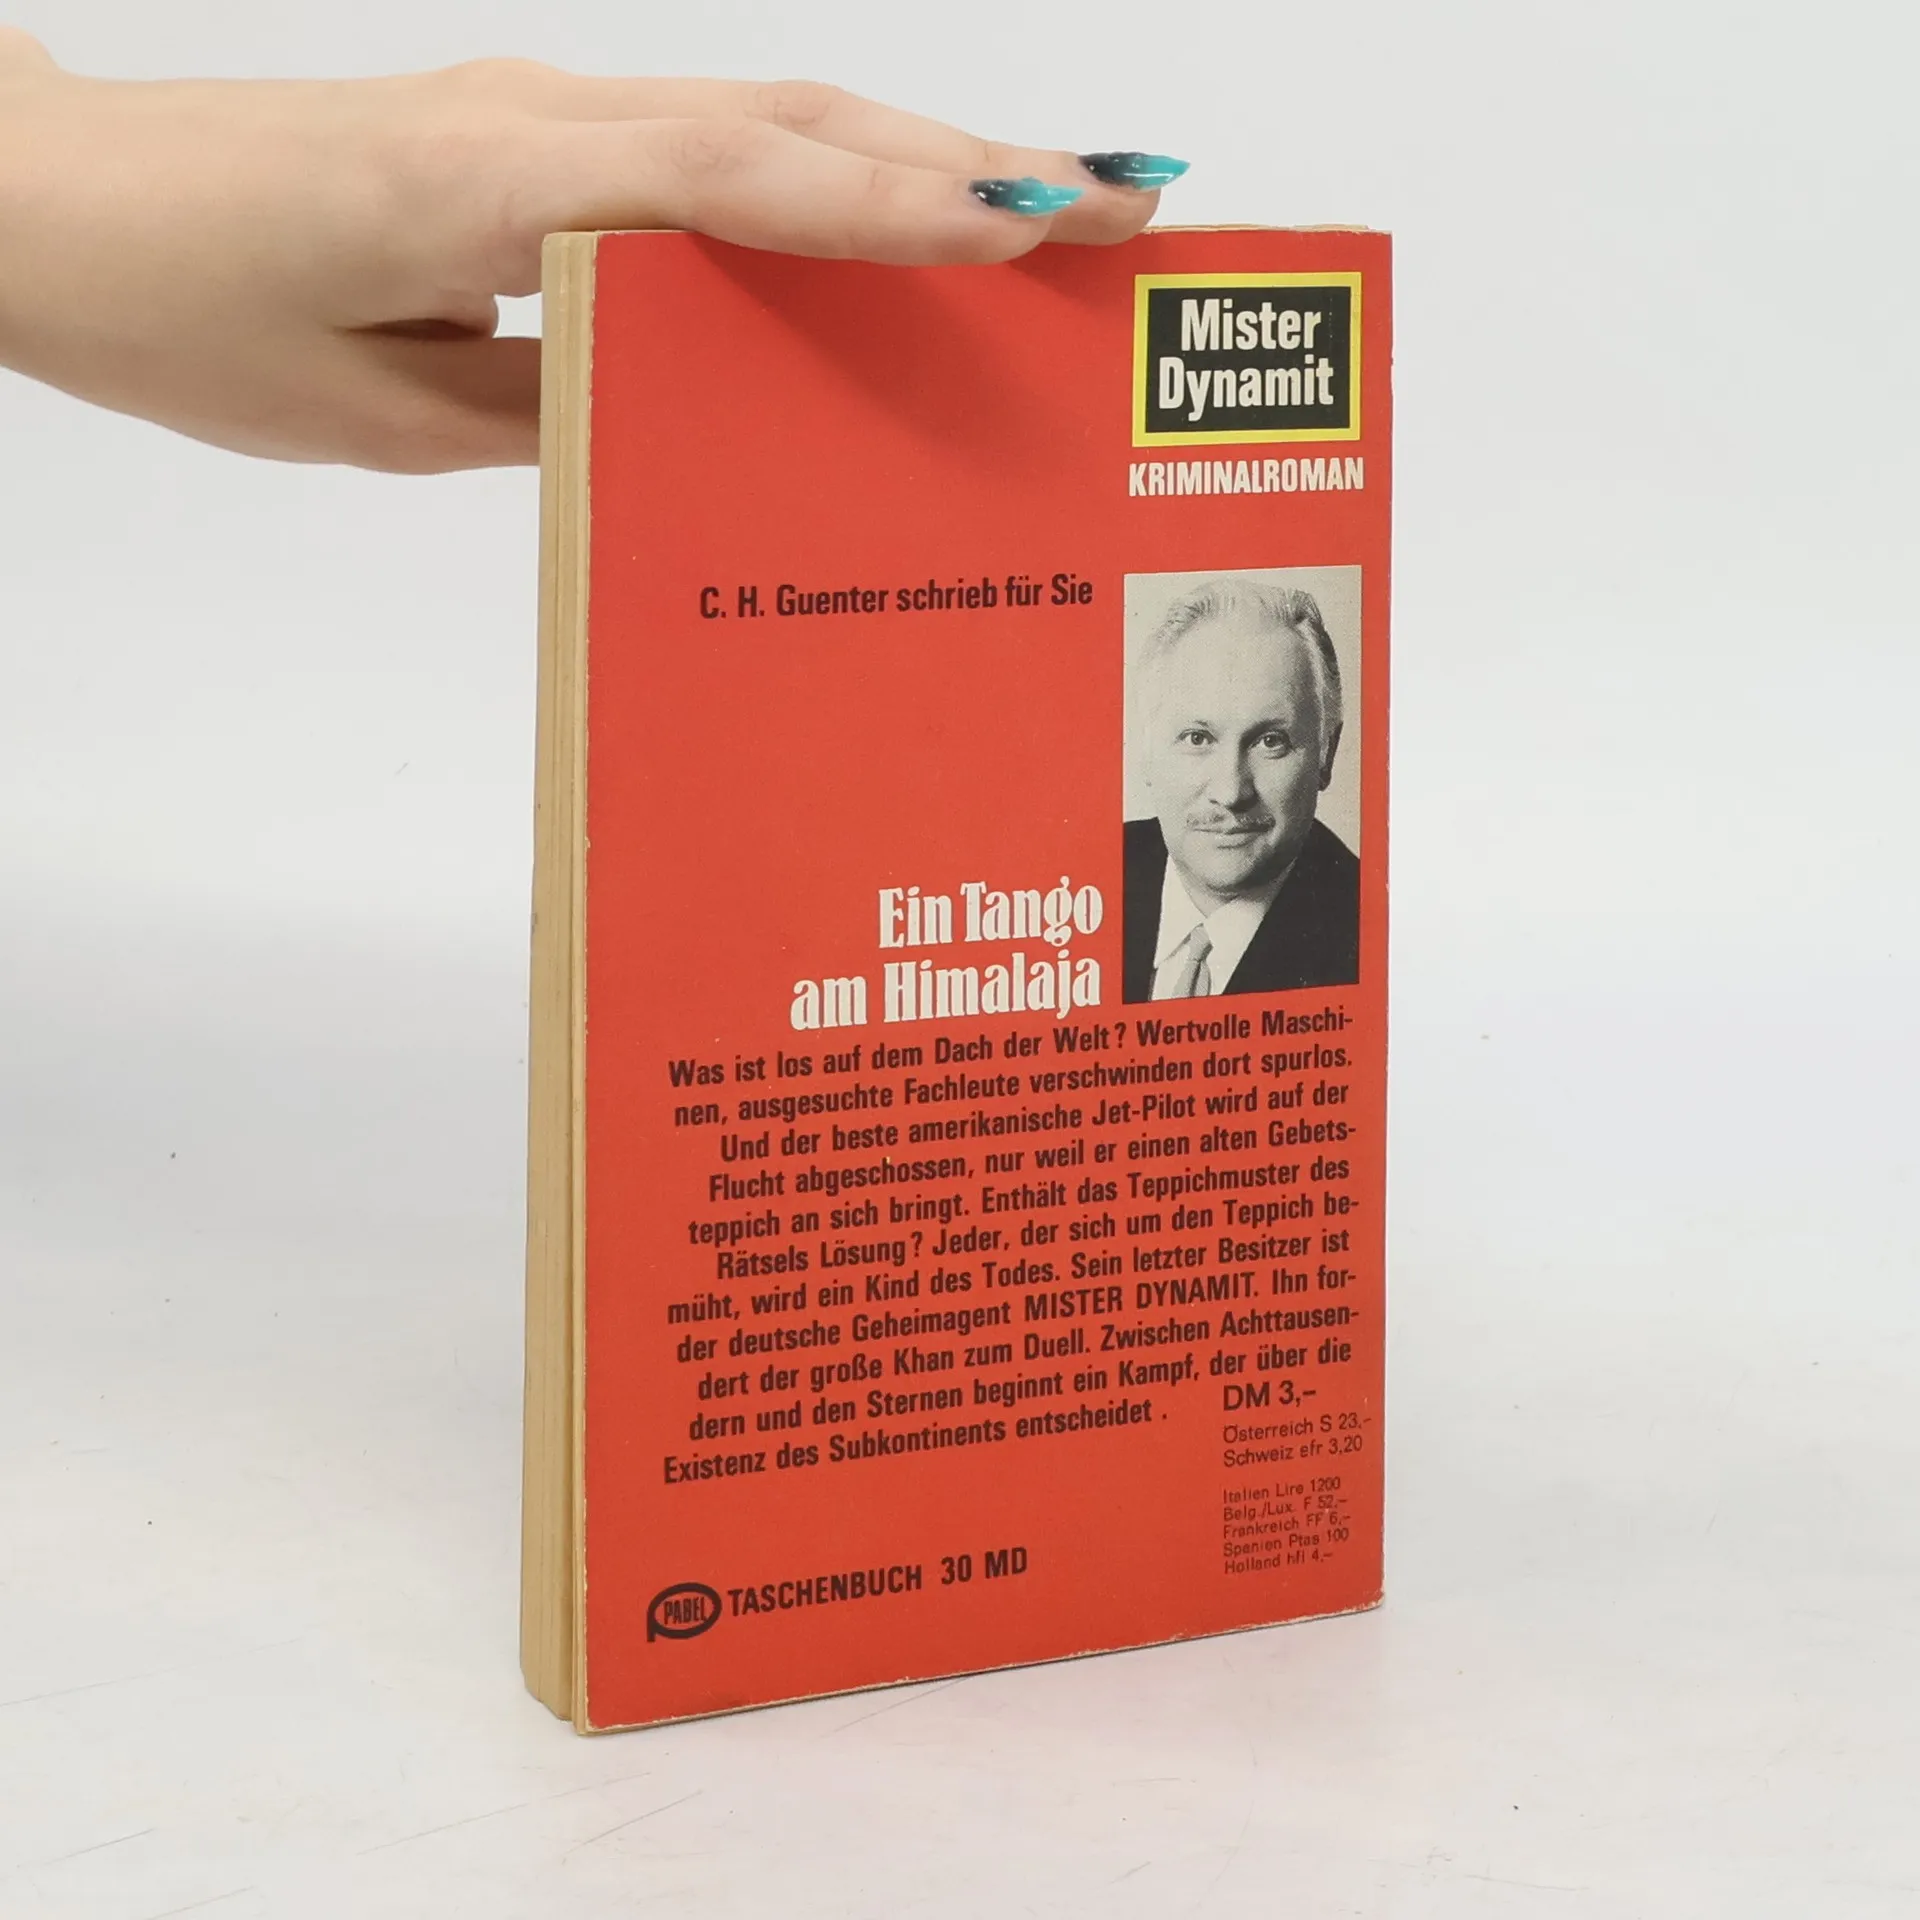 Mister
Dynamit
KRIMINALROMAN
C. H. Guenter schrieb für Sie
Ein Tango
am Himalaja
Was ist los auf dem Dach der Welt? Wertvolle Maschi-
nen, ausgesuchte Fachleute verschwinden dort spurlos.
Und der beste amerikanische Jet-Pilot wird auf der
Flucht abgeschossen, nur weil er einen alten Gebets-
teppich an sich bringt. Enthält das Teppichmuster des
Rätsels Lösung? Jeder, der sich um den Teppich be-
müht, wird ein Kind des Todes. Sein letzter Besitzer ist
der deutsche Geheimagent MISTER DYNAMIT. Ihn for-
dert der große Khan zum Duell. Zwischen Achttausen-
dern und den Sternen beginnt ein Kampf, der über die
Existenz des Subkontinents entscheidet .
DM 3,–
Österreich S 23,–
Schweiz efr 3,20
Italien Lire 1200
Belg./Lux. F 52,–
Frankreich FF 6,–
Spanien Ptas 100
Holland hfl 4,–
PABEL TASCHENBUCH 30 MD